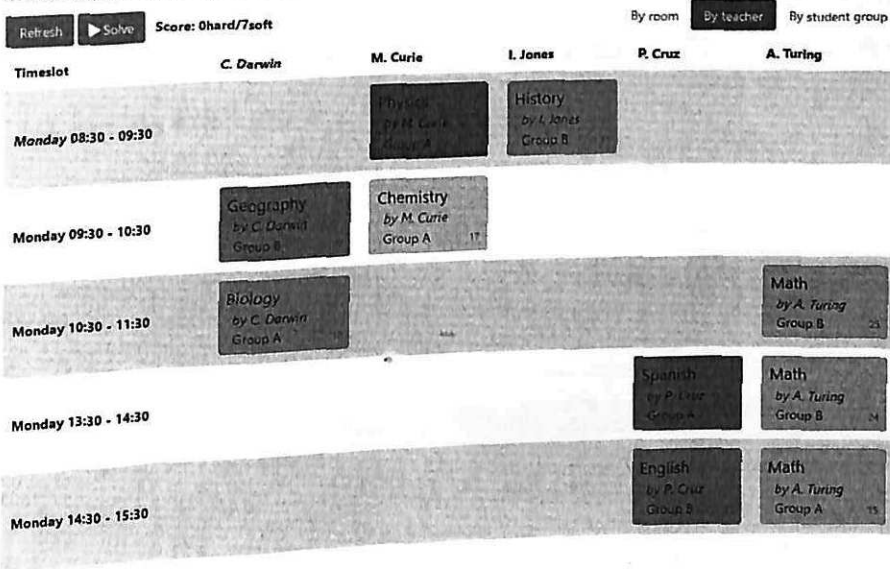 Refresh ▶Solve Score: 0hard/7soft By room By teacher By student group
Timeslot C. Darwin M. Curie I. Jones P. Cruz A. Turing
Monday 08:30 - 09:30
Physics
by M. Curie
Group A
History
by I. Jones
Group B
Monday 09:30 - 10:30
Geography
by C. Darwin
Group B
Chemistry
by M. Curie
Group A 17
Monday 10:30 - 11:30
Biology
by C. Darwin
Group A
Math
by A. Turing
Group B 25
Monday 13:30 - 14:30
Spanish
by P. Cruz
Group A
Math
by A. Turing
Group B 24
Monday 14:30 - 15:30
English
by P. Cruz
Group B
Math
by A. Turing
Group A 15